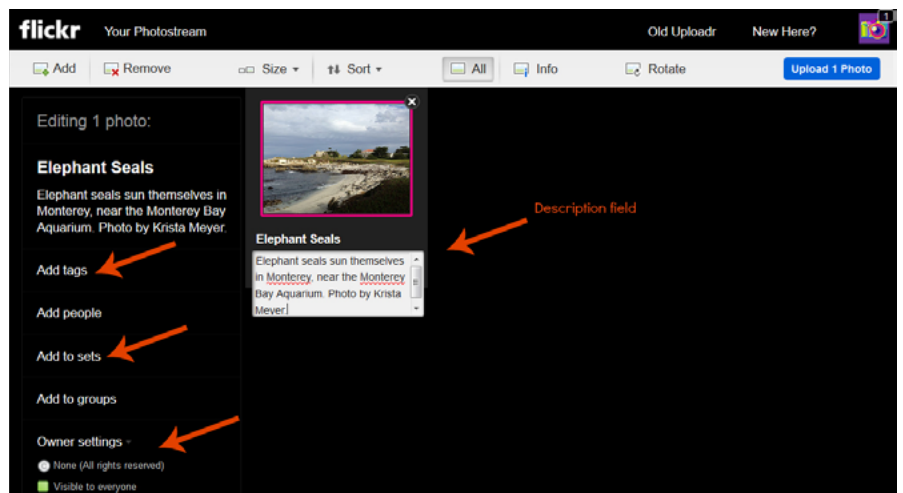 flickr Your Photostream Old Uploadr New Here? 1
Add Remove Size Sort All Info Rotate Upload 1 Photo
Editing 1 photo:
Elephant Seals
Elephant seals sun themselves in
Monterey, near the Monterey Bay
Aquarium. Photo by Krista Meyer.
Add tags
Add people
Add to sets
Add to groups
Owner settings
None (All rights reserved)
Visible to everyone
Elephant Seals
Elephant seals sun themselves
in Monterey, near the Monterey
Bay Aquarium. Photo by Krista
Meyer
Description field